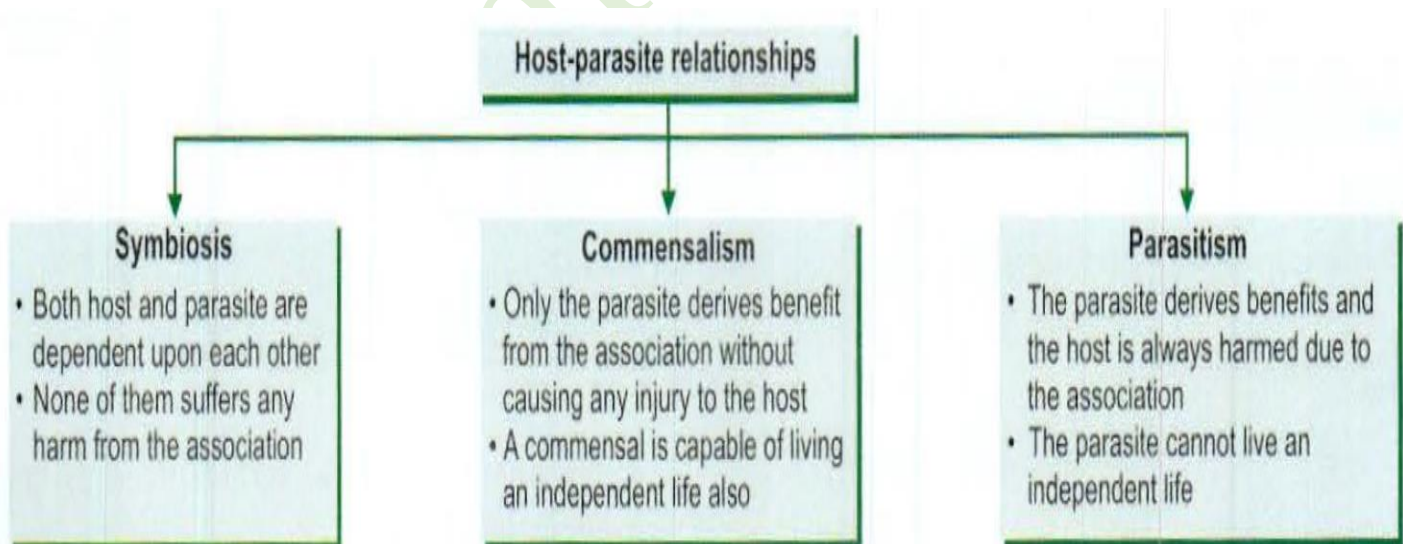 Host-parasite relationships
Symbiosis
• Both host and parasite are
dependent upon each other
• None of them suffers any
harm from the association
Commensalism
• Only the parasite derives benefit
from the association without
causing any injury to the host
• A commensal is capable of living
an independent life also
Parasitism
• The parasite derives benefits and
the host is always harmed due to
the association
• The parasite cannot live an
independent life